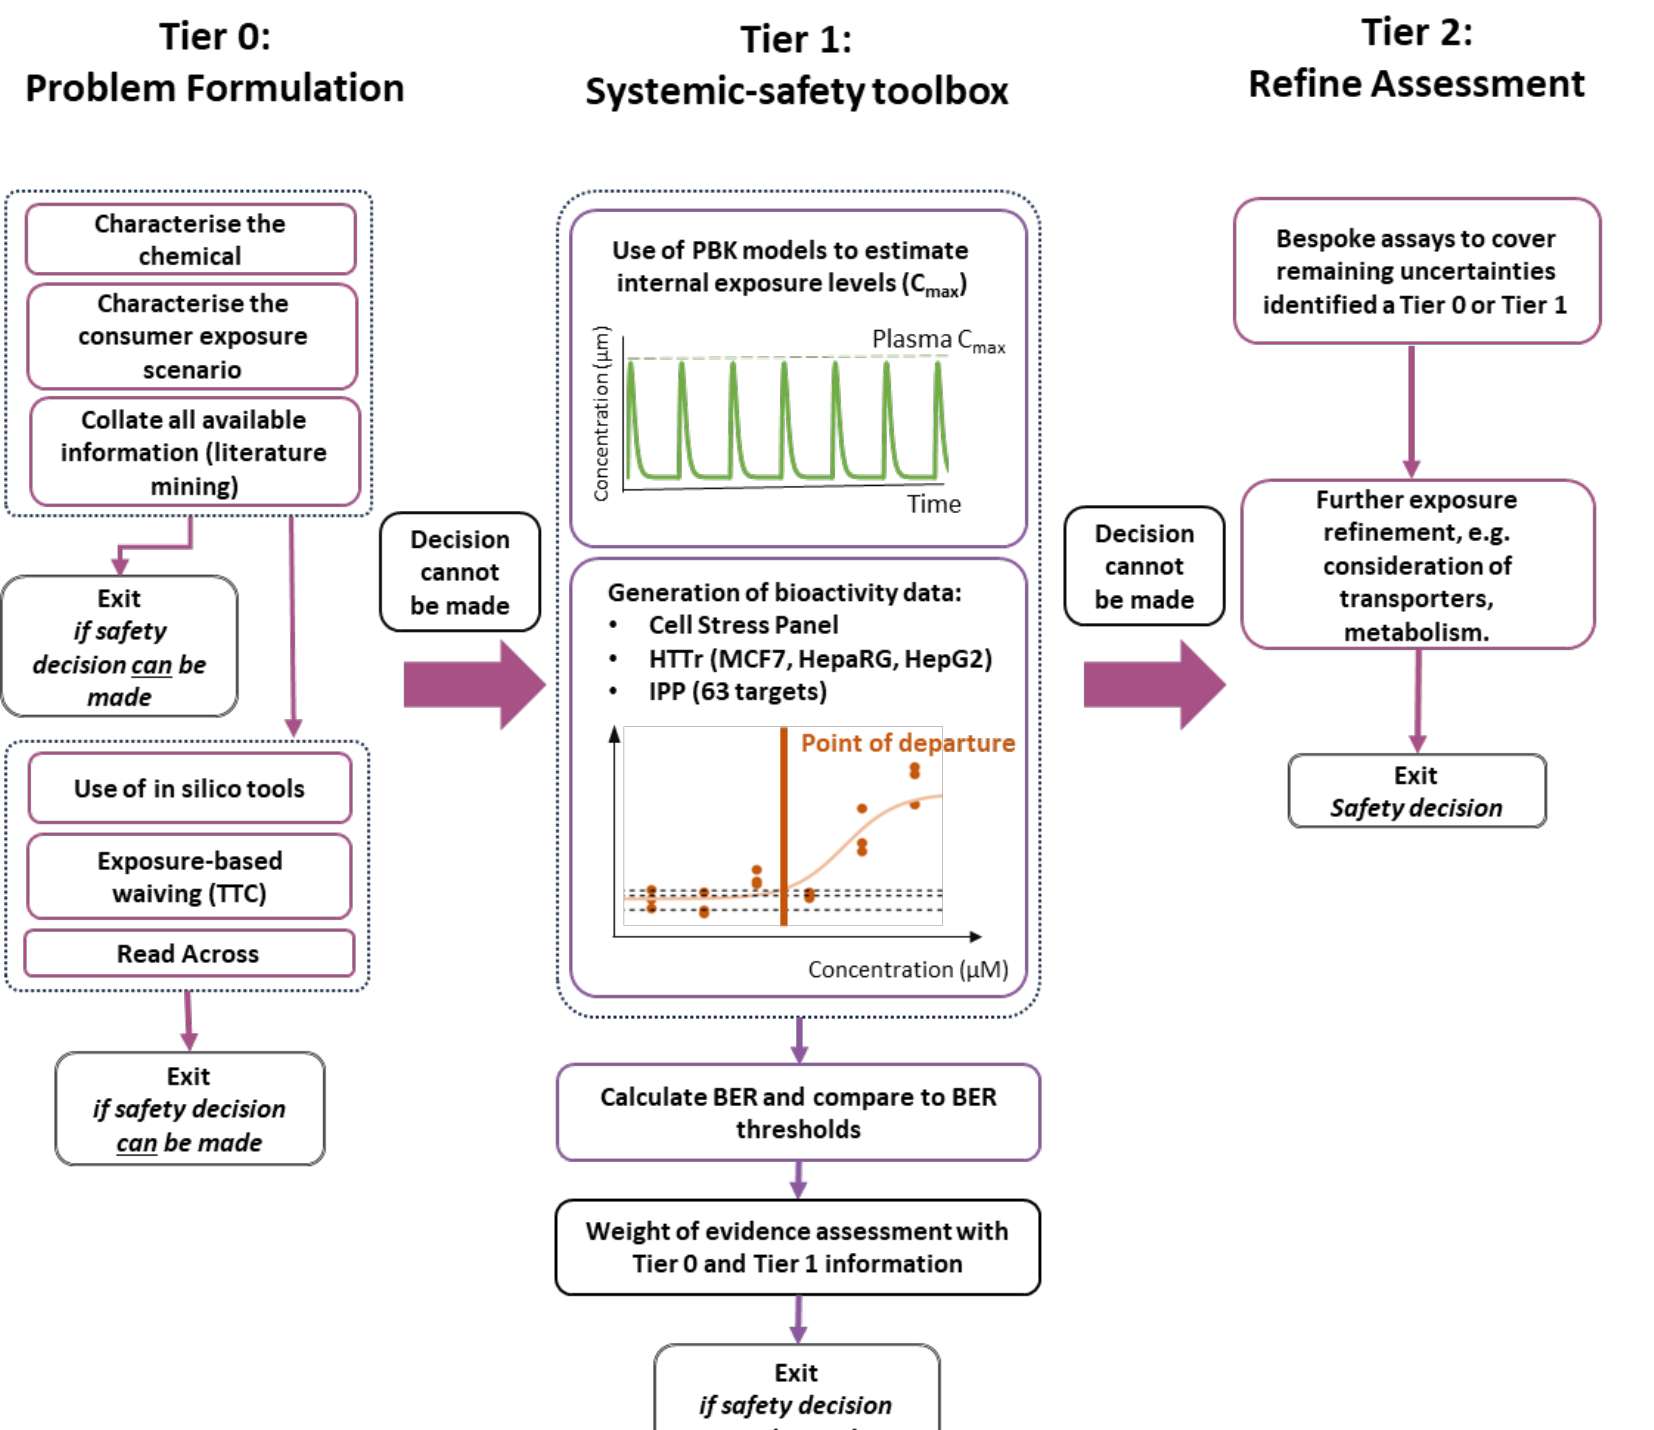 Tier 0:
Problem Formulation
Characterise the
chemical
Characterise the
consumer exposure
scenario
Collate all available
information (literature
mining)
Exit
if safety
decision can be
made
Use of in silico tools
Exposure-based
waiving (TTC)
Read Across
Exit
if safety decision
can be made
Decision
cannot
be made
Tier 1:
Systemic-safety toolbox
Use of PBK models to estimate
internal exposure levels (Cmax)
Plasma Cmax
Concentration (μm)
Time
Generation of bioactivity data:
• Cell Stress Panel
• HTTr (MCF7, HepaRG, HepG2)
• IPP (63 targets)
Point of departure
Concentration (μM)
Calculate BER and compare to BER
thresholds
Weight of evidence assessment with
Tier 0 and Tier 1 information
Exit
if safety decision
Decision
cannot
be made
Tier 2:
Refine Assessment
Bespoke assays to cover
remaining uncertainties
identified a Tier 0 or Tier 1
Further exposure
refinement, e.g.
consideration of
transporters,
metabolism.
Exit
Safety decision